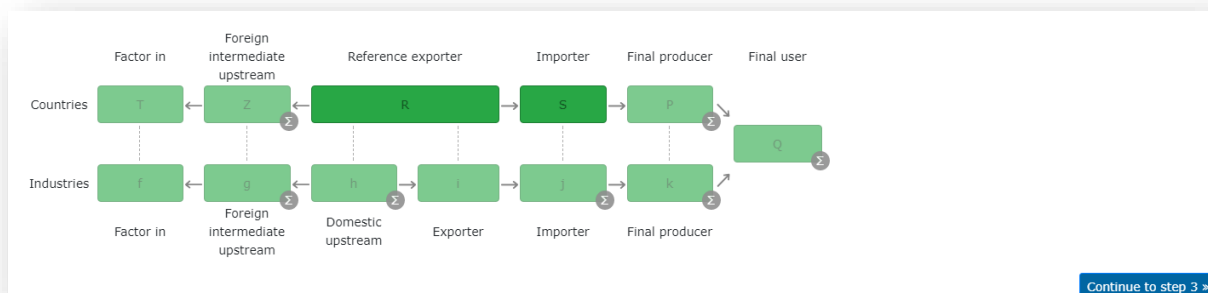 Foreign
Factor in intermediate Reference exporter Importer Final producer Final user
upstream
Countries T Z R S P
Σ Σ
Q
Σ
Industries f g h i j k
Σ Σ Σ Σ
Foreign Domestic
Factor in intermediate upstream Exporter Importer Final producer
upstream
Continue to step 3 »